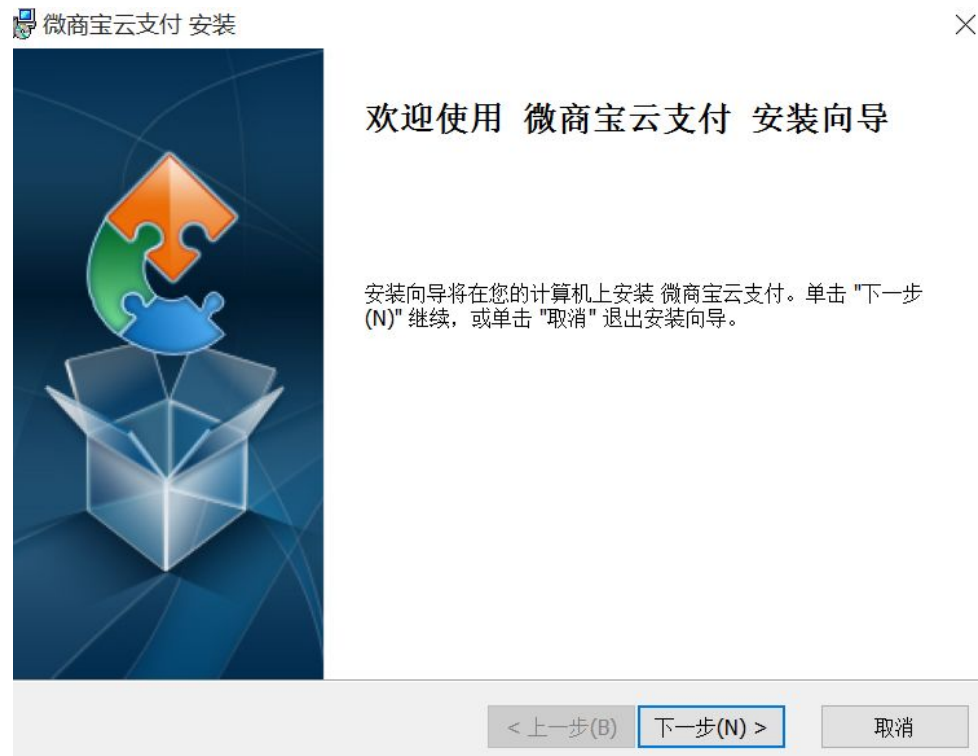 微商宝云支付 安装
欢迎使用 微商宝云支付 安装向导
安装向导将在您的计算机上安装 微商宝云支付。单击 "下一步
(N)" 继续，或单击 "取消" 退出安装向导。
< 上一步(B)
下一步(N) >
取消